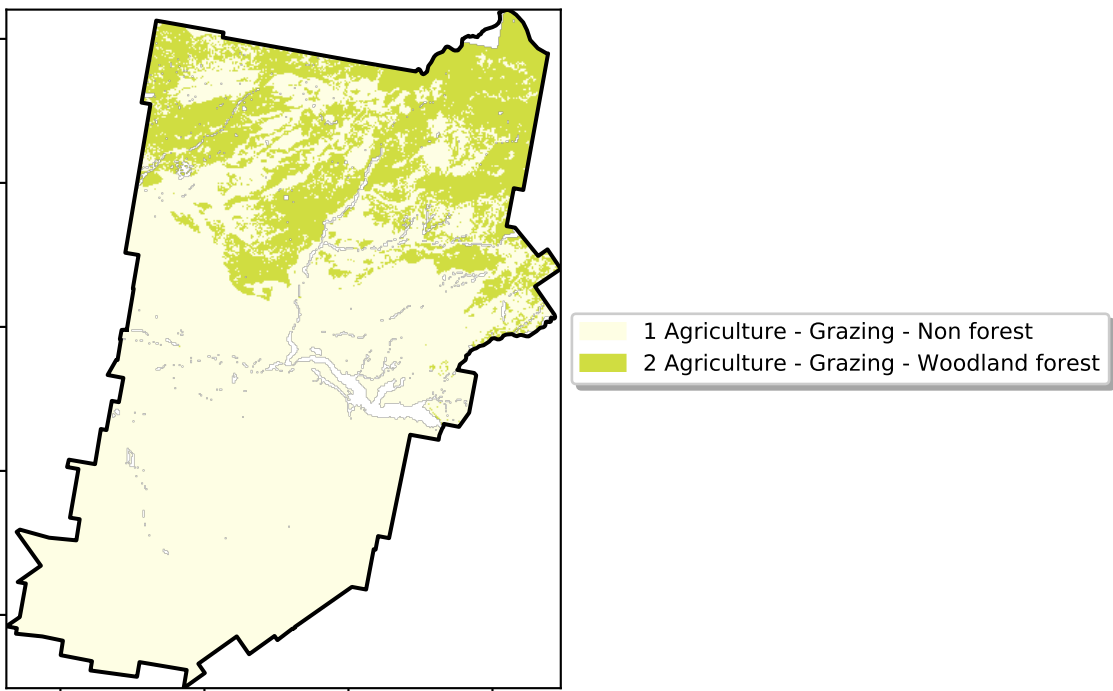 1 Agriculture - Grazing - Non forest
2 Agriculture - Grazing - Woodland forest